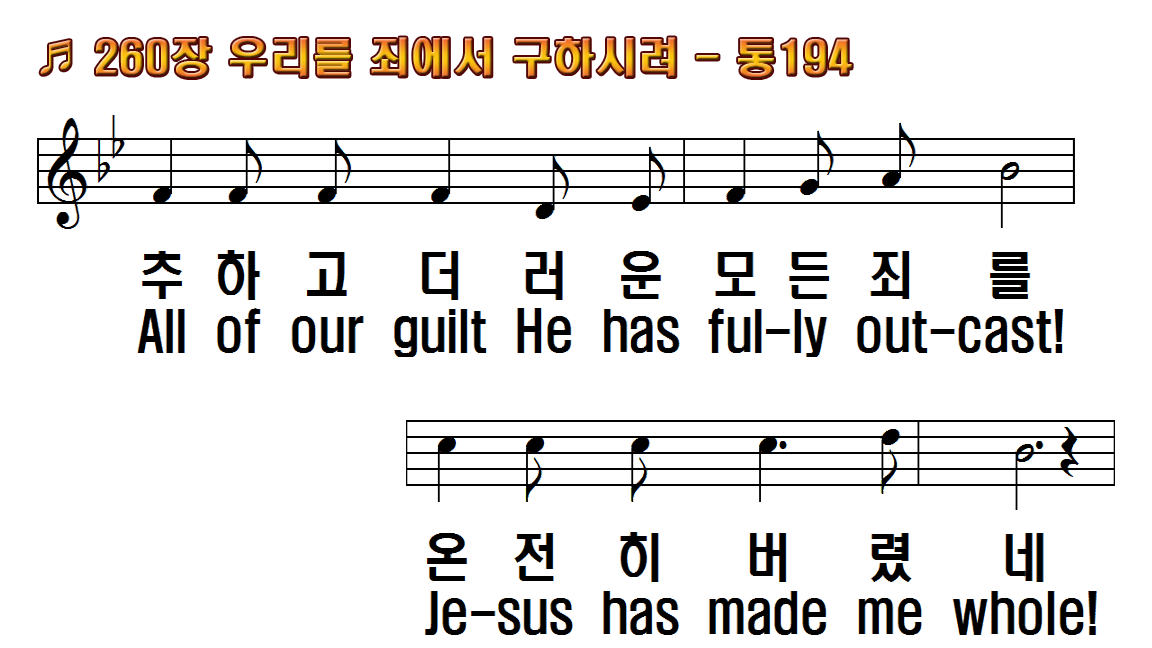 ♬ 260장 우리를 죄에서 구하시려 - 통194
추 하 고 더 러 운 모 든 죄 를
All of our guilt He has ful-ly out-cast!
온 전 히 버 렸 네
Je-sus has made me whole!